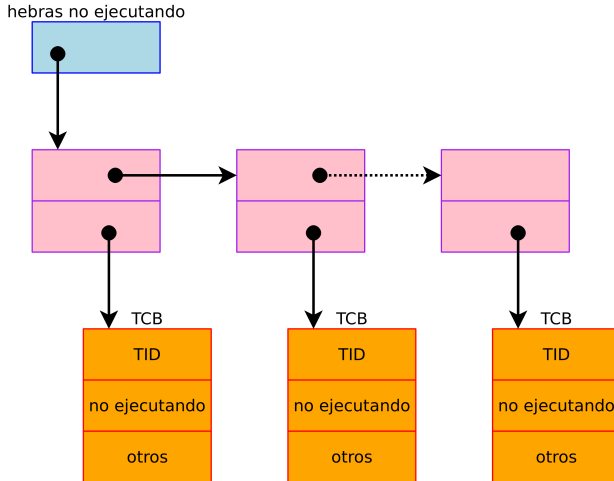 hebras no ejecutando
TCB TCB TCB
TID TID TID
no ejecutando no ejecutando no ejecutando
otros otros otros